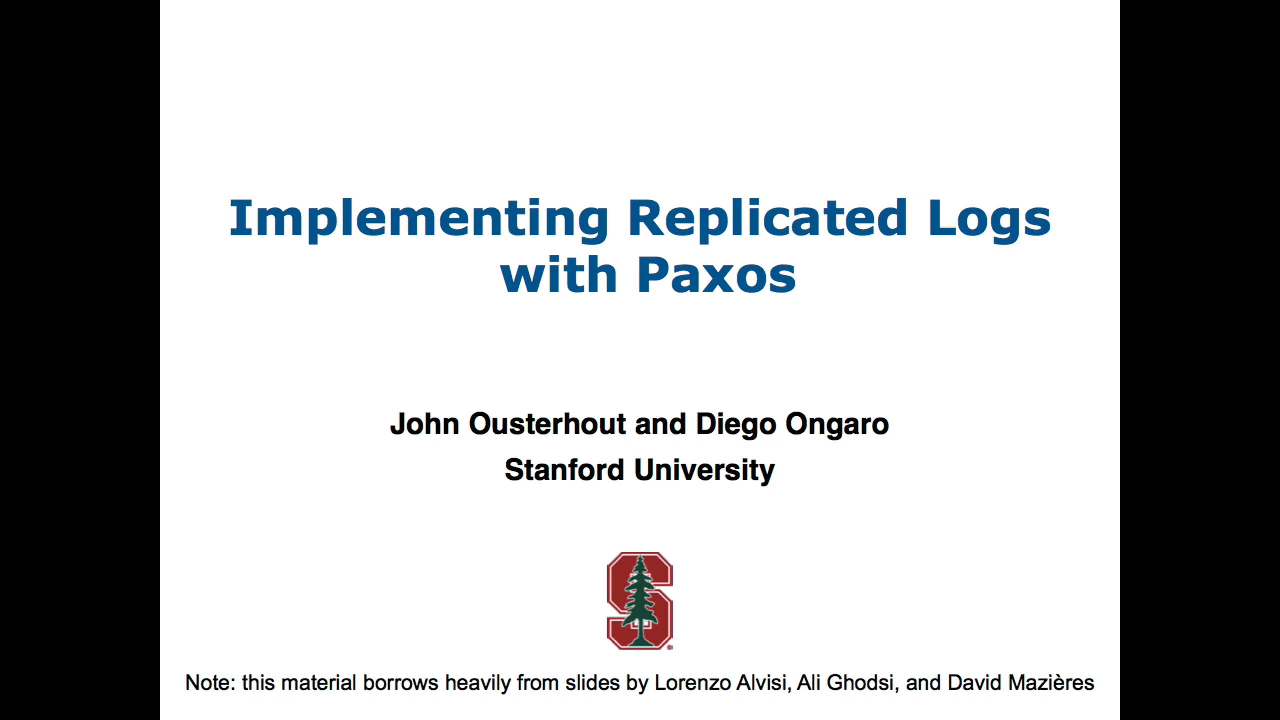 Implementing Replicated Logs
with Paxos
John Ousterhout and Diego Ongaro
Stanford University
Note: this material borrows heavily from slides by Lorenzo Alvisi, Ali Ghodsi, and David Mazières